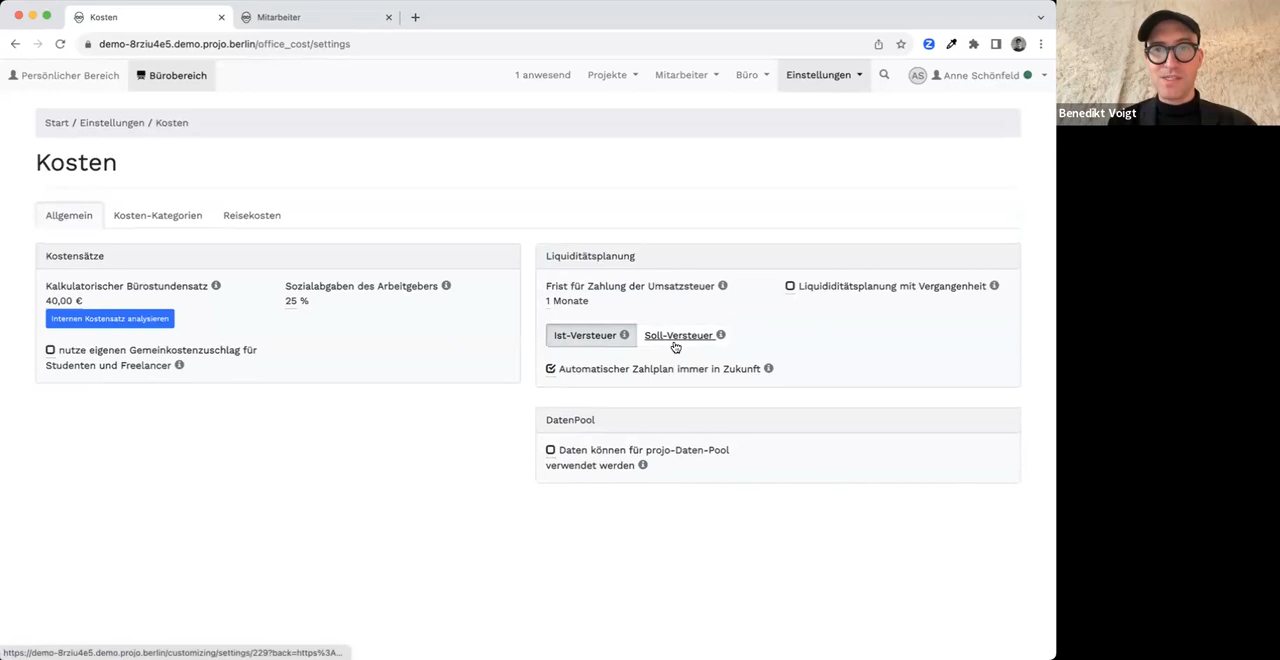 Kosten
Mitarbeiter
demo-8rziu4e5.demo.projo.berlin/office_cost/settings
Persönlicher Bereich
Bürobereich
1 anwesend
Projekte
Mitarbeiter
Büro
Einstellungen
AS
Anne Schönfeld
Benedikt Voigt
Start / Einstellungen / Kosten
Kosten
Allgemein
Kosten-Kategorien
Reisekosten
Kostensätze
Kalkulatorischer Bürostundensatz
40,00 €
Internen Kostensatz analysieren
Sozialabgaben des Arbeitgebers
25 %
nutze eigenen Gemeinkostenzuschlag für
Studenten und Freelancer
Liquiditätsplanung
Frist für Zahlung der Umsatzsteuer
1 Monate
Liquididitätsplanung mit Vergangenheit
Ist-Versteuer
Soll-Versteuer
Automatischer Zahlplan immer in Zukunft
DatenPool
Daten können für projo-Daten-Pool
verwendet werden
https://demo-8rziu4e5.demo.projo.berlin/customizing/settings/229?back=https%3A...